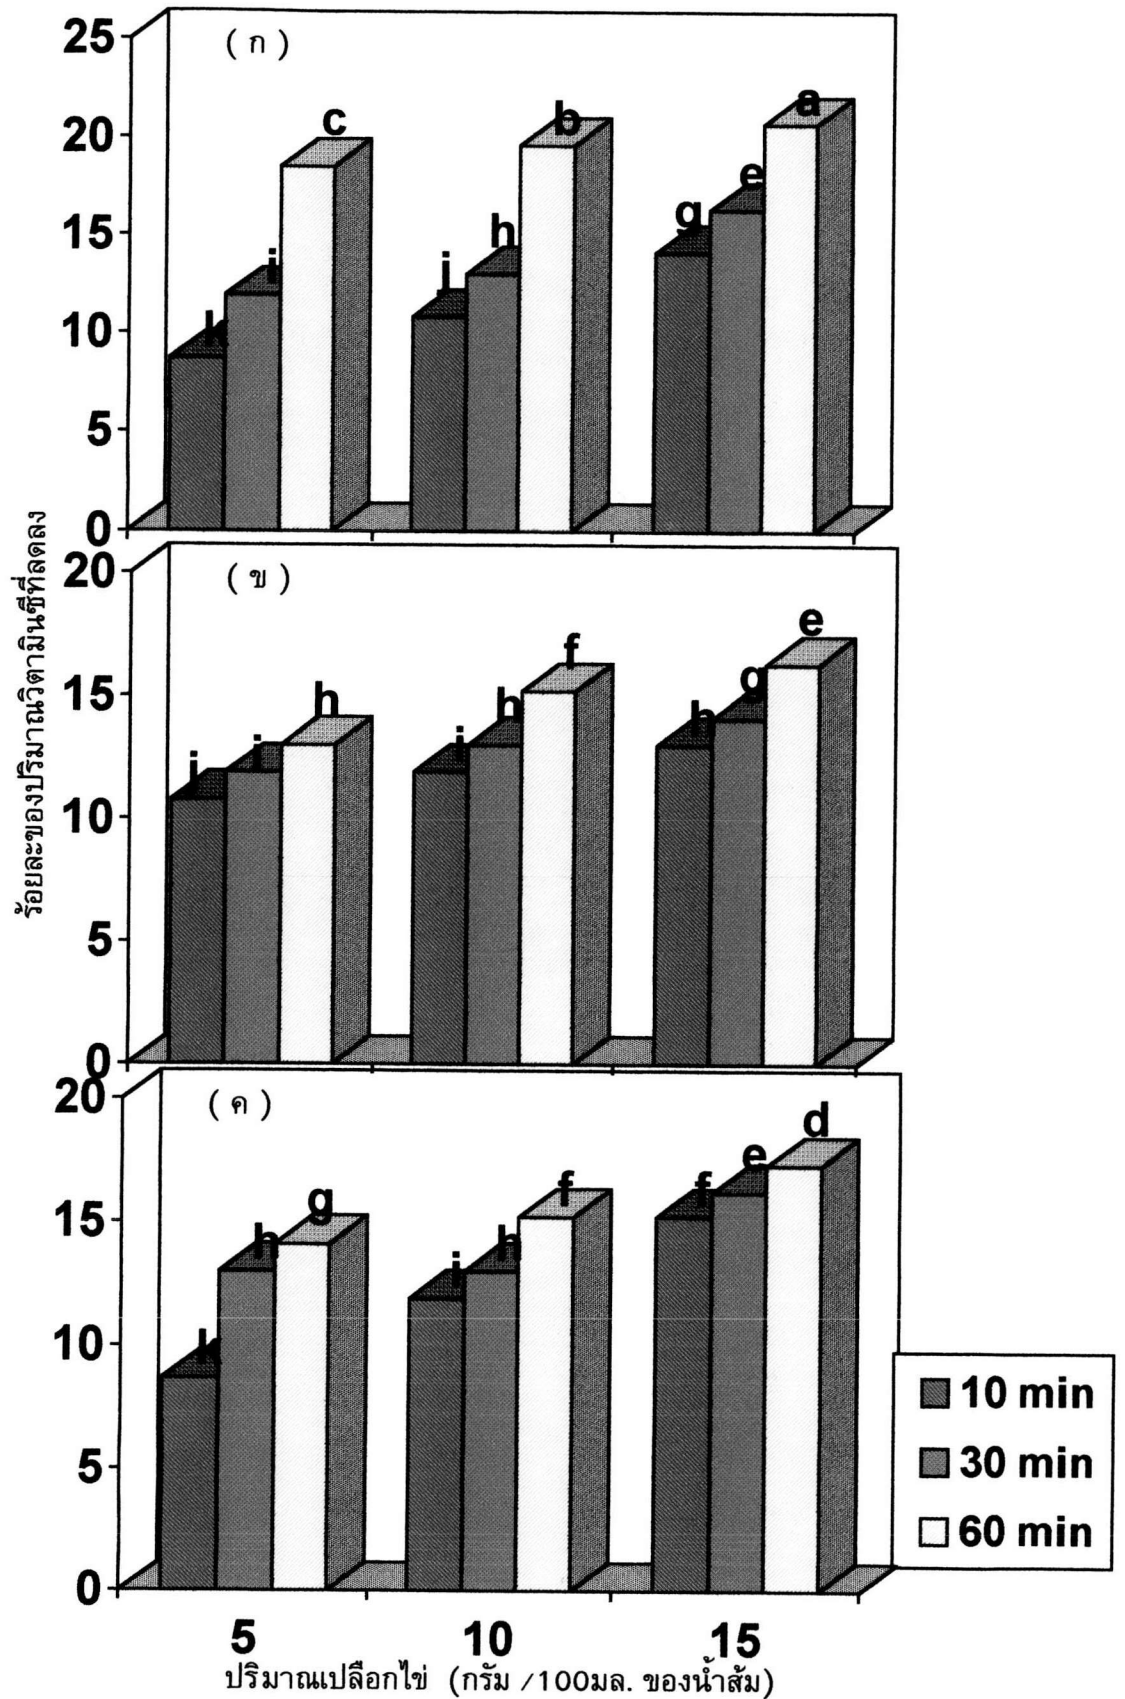 ร้อยละของปริมาณวิตามินซีที่ลดลง
( ก )
25
20
15
10
5
0
k i c
j h b
g e a
( ข )
20
15
10
5
0
h
i h f
h g e
( ค )
20
15
10
5
0
k h g
i h f
f e d
10 min
30 min
60 min
5 10 15
ปริมาณเปลือกไข่ (กรัม /100มล. ของน้ำส้ม)